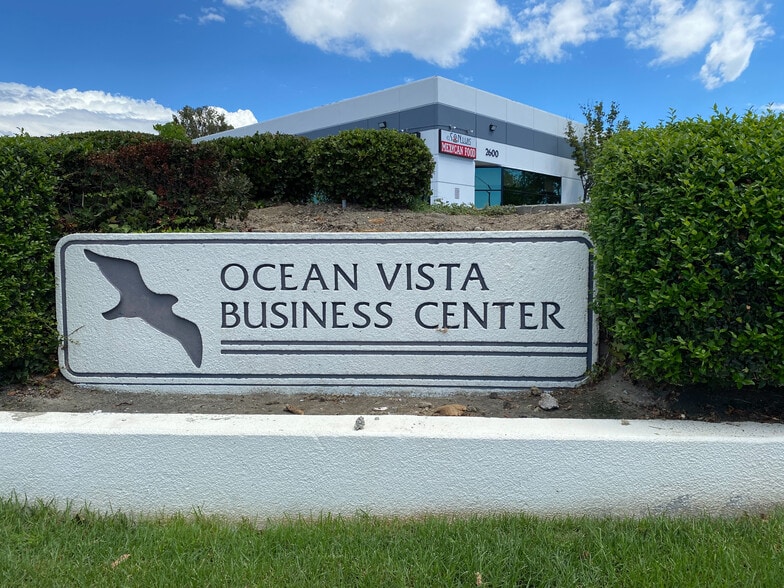 MEXICAN FOOD
2600
OCEAN VISTA
BUSINESS CENTER